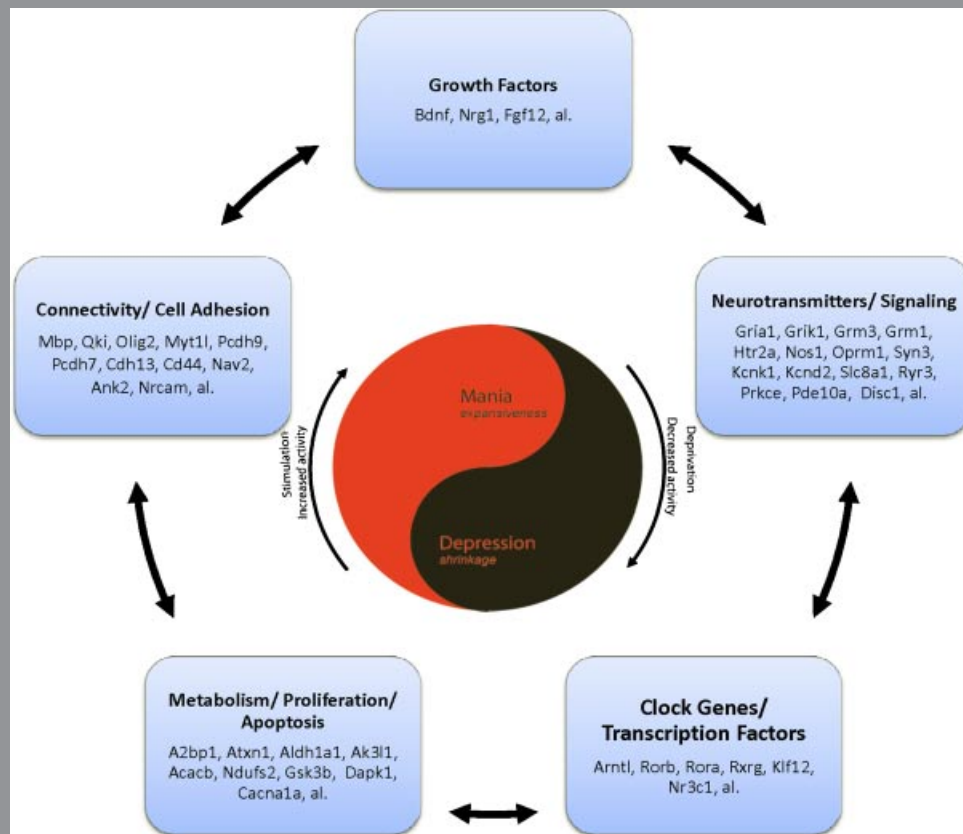 Growth Factors
Bdnf, Nrg1, Fgf12, al.
Connectivity/ Cell Adhesion
Mbp, Qki, Olig2, Myt1l, Pcdh9,
Pcdh7, Cdh13, Cd44, Nav2,
Ank2, Nrcam, al.
Neurotransmitters/ Signaling
Gria1, Grik1, Grm3, Grm1,
Htr2a, Nos1, Oprm1, Syn3,
Kcnk1, Kcnd2, Slc8a1, Ryr3,
Prkce, Pde10a, Disc1, al.
Stimulation
Increased activity
Mania
expansiveness
Depression
shrinkage
Deprivation
Decreased activity
Metabolism/ Proliferation/
Apoptosis
A2bp1, Atxn1, Aldh1a1, Ak3l1,
Acacb, Ndufs2, Gsk3b, Dapk1,
Cacna1a, al.
Clock Genes/
Transcription Factors
Arntl, Rorb, Rora, Rxrg, Klf12,
Nr3c1, al.